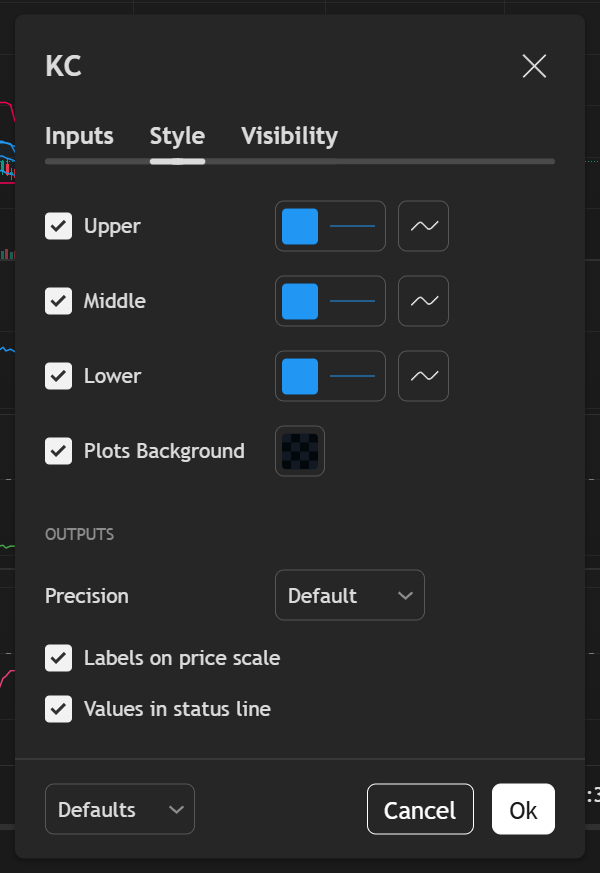 KC
Inputs Style Visibility
Upper
Middle
Lower
Plots Background
OUTPUTS
Precision Default
Labels on price scale
Values in status line
Defaults Cancel Ok